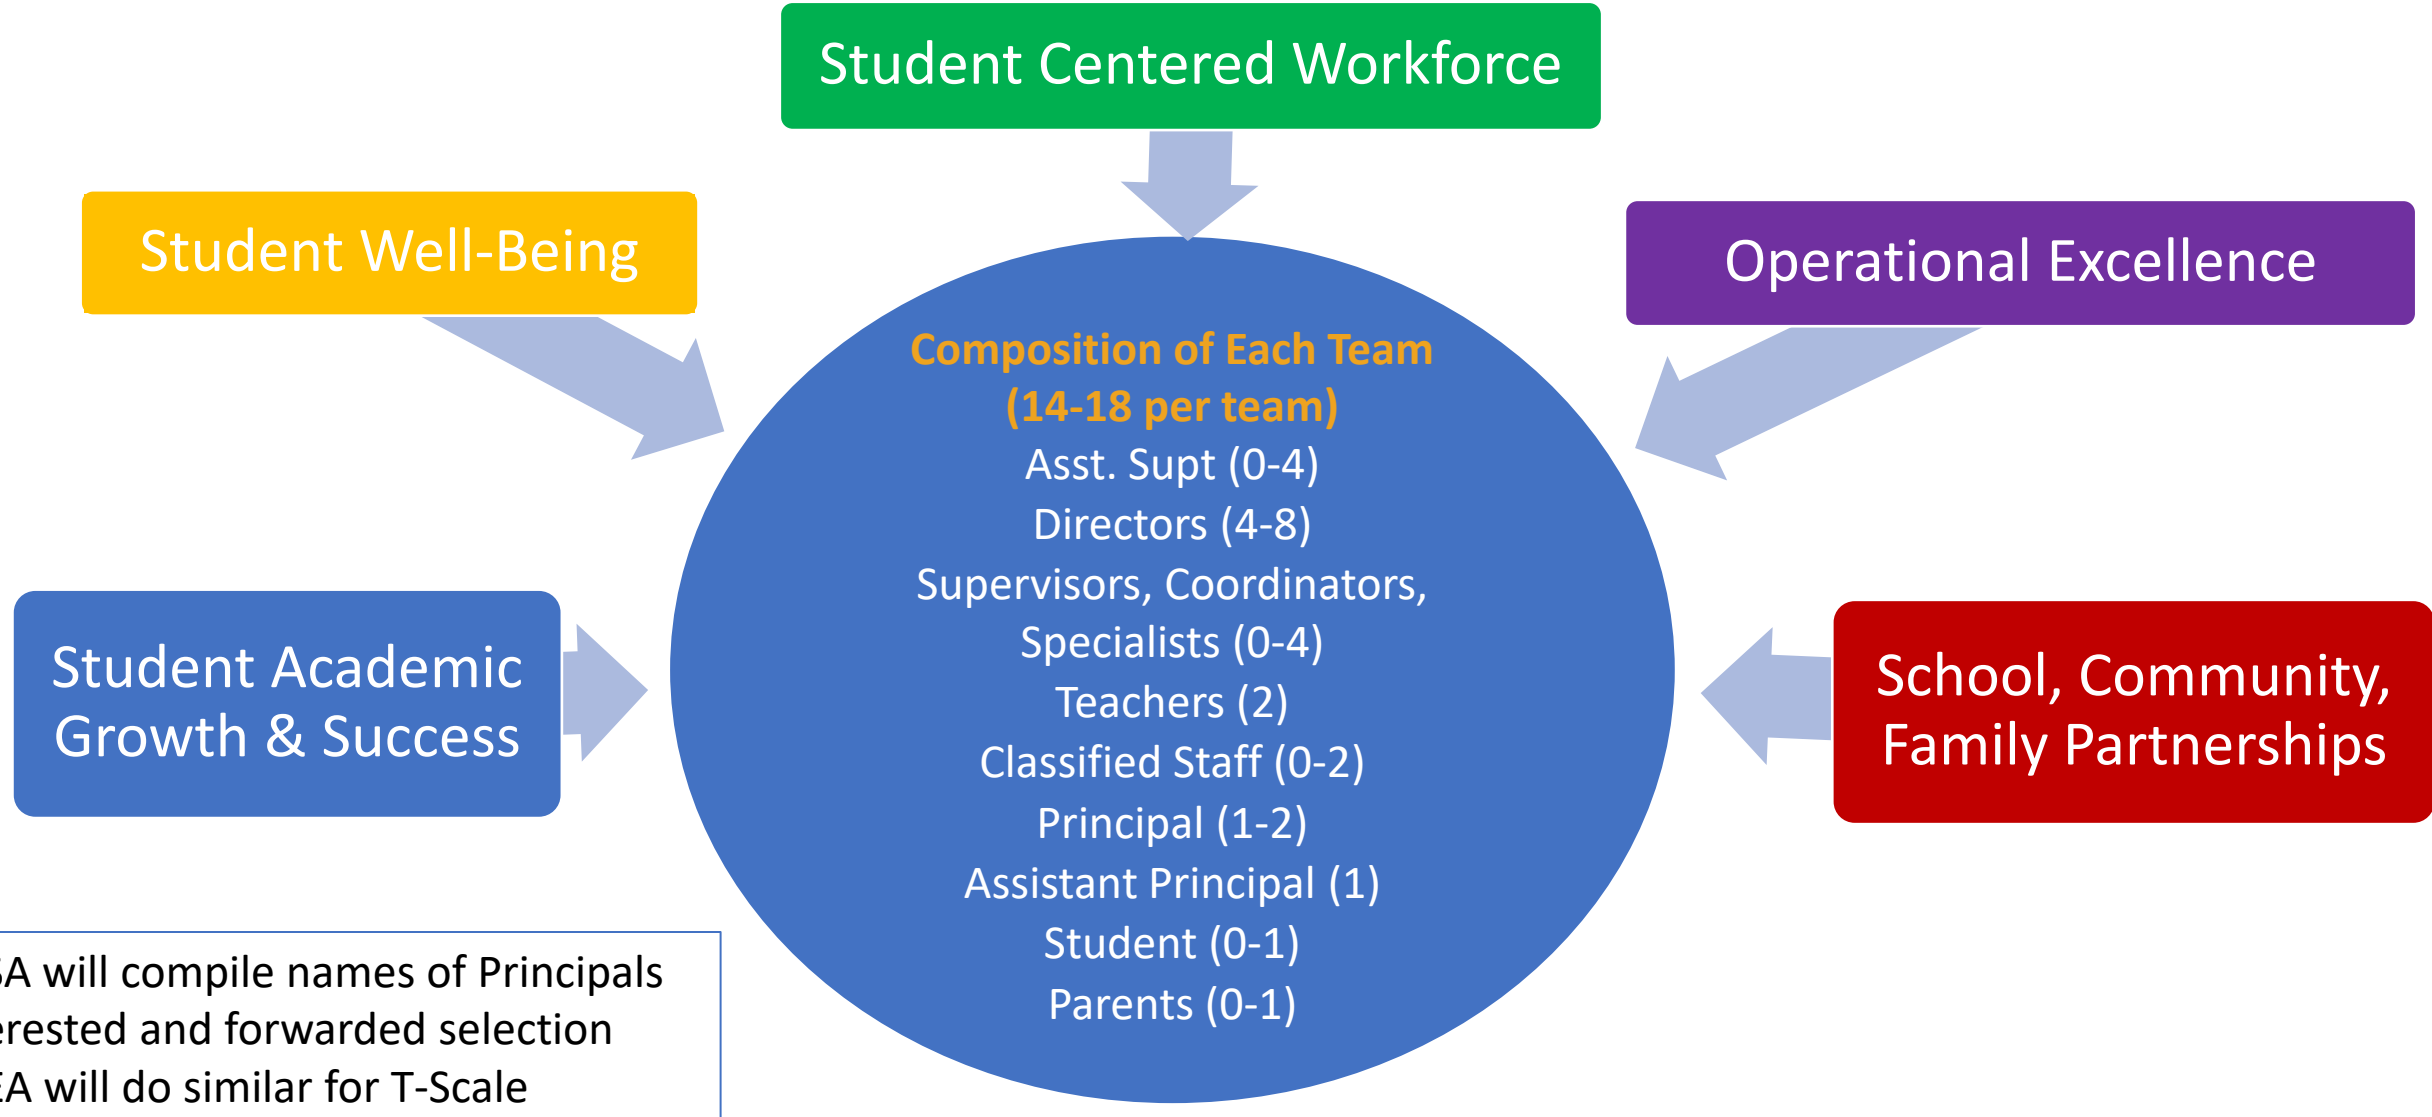 Student Centered Workforce
Student Well-Being
Operational Excellence
Composition of Each Team
(14-18 per team)
Asst. Supt (0-4)
Directors (4-8)
Supervisors, Coordinators,
Specialists (0-4)
Teachers (2)
Classified Staff (0-2)
Principal (1-2)
Assistant Principal (1)
Student (0-1)
Parents (0-1)
Student Academic
Growth & Success
School, Community,
Family Partnerships
will compile names of Principals
and forwarded selection
will do similar for T-Scale